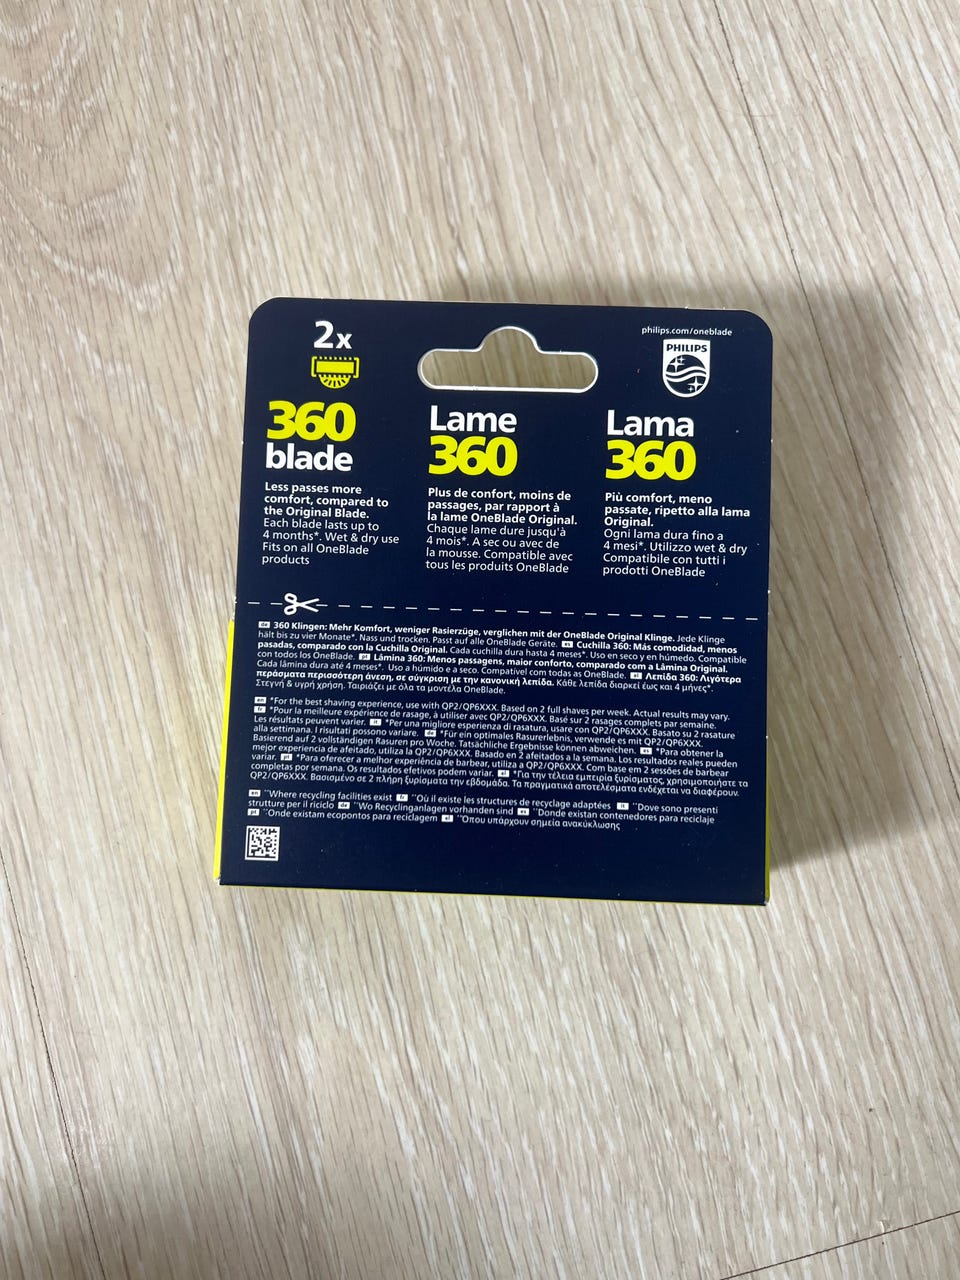 2x
philips.com/oneblade
PHILIPS
360
blade
Less passes more
comfort, compared to
the Original Blade.
Each blade lasts up to
4 months*. Wet & dry use
Fits on all OneBlade
products
Lame
360
Plus de confort, moins de
passages, par rapport à
la lame OneBlade Original.
Chaque lame dure jusqu'à
4 mois*. A sec ou avec de
la mousse. Compatible avec
tous les produits OneBlade
Lama
360
Più comfort, meno
passate, ripetto alla lama
Original.
Ogni lama dura fino a
4 mesi*. Utilizzo wet & dry
Compatibile con tutti i
prodotti OneBlade
de 360 Klingen: Mehr Komfort, weniger Rasierzüge, verglichen mit der OneBlade Original Klinge. Jede Klinge
hält bis zu vier Monate*. Nass und trocken. Passt auf alle OneBlade Geräte. es Cuchilla 360: Más comodidad, menos
pasadas, comparado con la Cuchilla Original. Cada cuchilla dura hasta 4 meses*. Uso en seco y en húmedo. Compatible
con todos los OneBlade. pt Lâmina 360: Menos passagens, maior conforto, comparado com a Lâmina Original.
Cada lâmina dura até 4 meses*. Uso a húmido e a seco. Compatível com todas as OneBlade. el Λεπίδα 360: Λιγότερα
περάσματα περισσότερη άνεση, σε σύγκριση με την κανονική λεπίδα. Κάθε λεπίδα διαρκεί έως και 4 μήνες*.
Στεγνή & υγρή χρήση. Ταιριάζει με όλα τα μοντέλα OneBlade.
en *For the best shaving experience, use with QP2/QP6XXX. Based on 2 full shaves per week. Actual results may vary.
fr *Pour la meilleure expérience de rasage, à utiliser avec QP2/QP6XXX. Basé sur 2 rasages complets par semaine.
Les résultats peuvent varier. it *Per una migliore esperienza di rasatura, usare con QP2/QP6XXX. Basato su 2 rasature
alla settimana. I risultati possono variare. de *Für ein optimales Rasurerlebnis, verwende es mit QP2/QP6XXX.
Basierend auf 2 vollständigen Rasuren pro Woche. Tatsächliche Ergebnisse können abweichen. es *Para obtener la
mejor experiencia de afeitado, utiliza la QP2/QP6XXX. Basado en 2 afeitados a la semana. Los resultados reales pueden
variar. pt *Para oferecer a melhor experiência de barbear, utiliza a QP2/QP6XXX. Com base em 2 sessões de barbear
completas por semana. Os resultados efetivos podem variar. el *Για την τέλεια εμπειρία ξυρίσματος, χρησιμοποιήστε τα
QP2/QP6XXX. Βασισμένο σε 2 πλήρη ξυρίσματα την εβδομάδα. Τα πραγματικά αποτελέσματα ενδέχεται να διαφέρουν.
en **Where recycling facilities exist fr **Où il existe les structures de recyclage adaptées it **Dove sono presenti
strutture per il riciclo de **Wo Recyclinganlagen vorhanden sind es **Donde existan contenedores para reciclaje
pt **Onde existam ecopontos para reciclagem el **Όπου υπάρχουν σημεία ανακύκλωσης